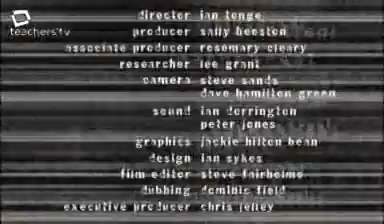 director ian tonge
teachers' tv
producer sally beeston
associate producer rosemary cleary
researcher lee grant
camera steve sands
dave hamilton green
sound ian dorrington
peter jones
graphics jackie hilton bean
design ian sykes
film editor steve fairholme
dubbing dominic field
executive producer chris jelley